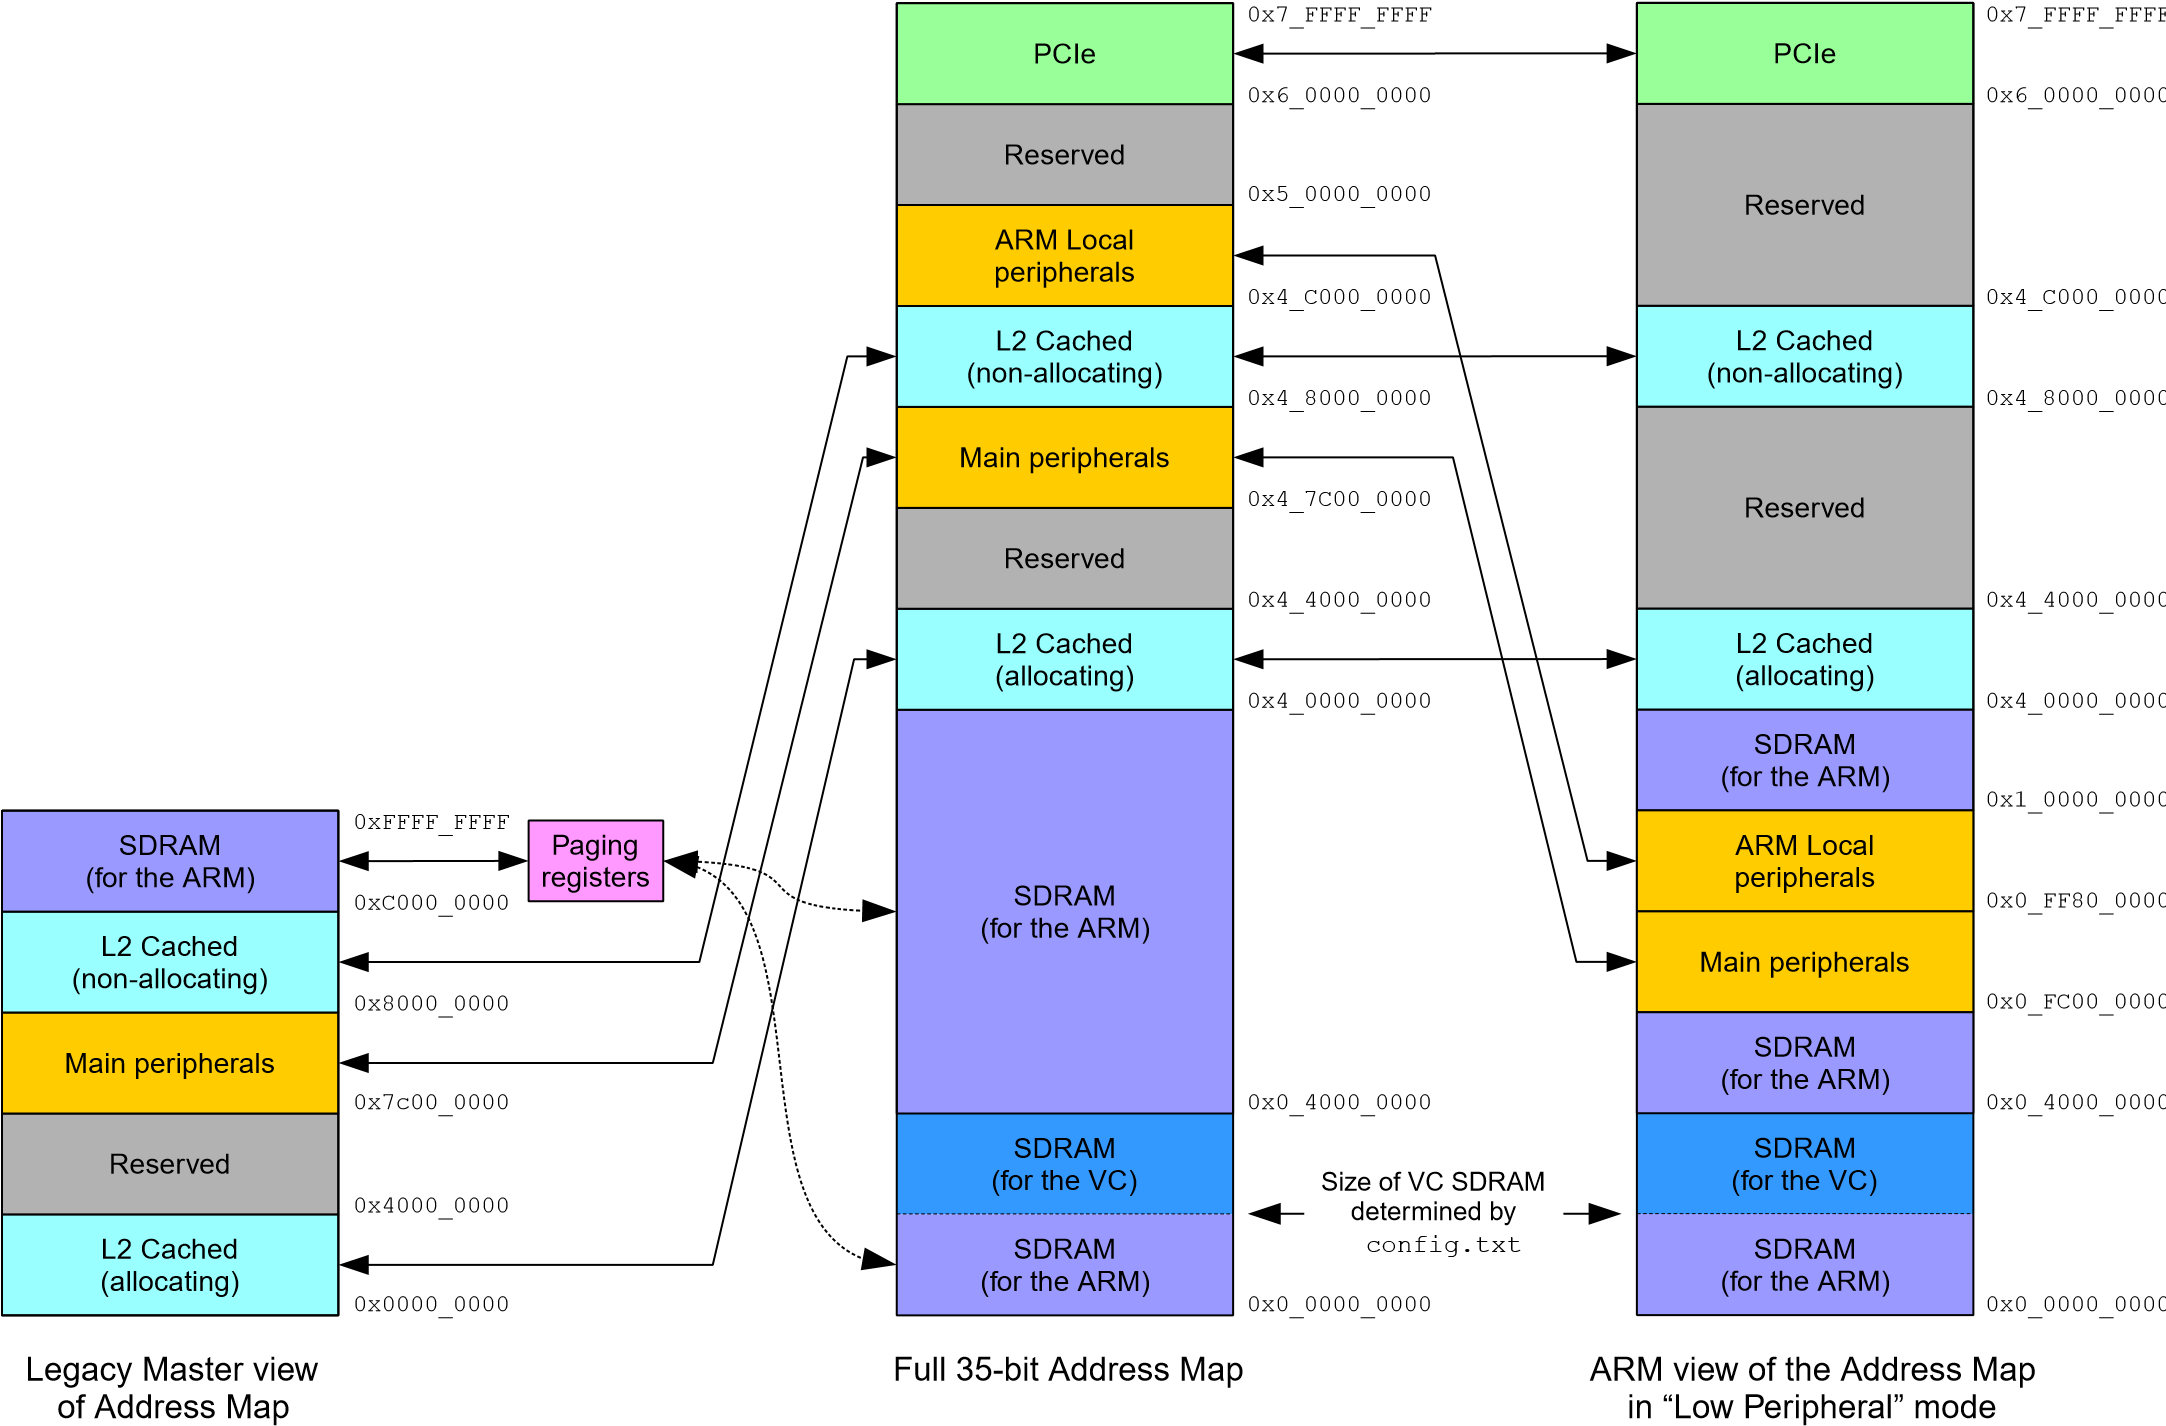 0xFFFF_FFFF
SDRAM
(for the ARM)
0xC000_0000
L2 Cached
(non-allocating)
0x8000_0000
Main peripherals
0x7c00_0000
Reserved
0x4000_0000
L2 Cached
(allocating)
0x0000_0000
Legacy Master view
of Address Map
Paging
registers
0x7_FFFF_FFFF
PCIe
0x6_0000_0000
Reserved
0x5_0000_0000
ARM Local
peripherals
0x4_C000_0000
L2 Cached
(non-allocating)
0x4_8000_0000
Main peripherals
0x4_7C00_0000
Reserved
0x4_4000_0000
L2 Cached
(allocating)
0x4_0000_0000
SDRAM
(for the ARM)
0x0_4000_0000
SDRAM
(for the VC)
SDRAM
(for the ARM)
0x0_0000_0000
Full 35-bit Address Map
Size of VC SDRAM
determined by
config.txt
0x7_FFFF_FFFF
PCIe
0x6_0000_0000
Reserved
0x4_C000_0000
L2 Cached
(non-allocating)
0x4_8000_0000
Reserved
0x4_4000_0000
L2 Cached
(allocating)
0x4_0000_0000
SDRAM
(for the ARM)
0x1_0000_0000
ARM Local
peripherals
0x0_FF80_0000
Main peripherals
0x0_FC00_0000
SDRAM
(for the ARM)
0x0_4000_0000
SDRAM
(for the VC)
SDRAM
(for the ARM)
0x0_0000_0000
ARM view of the Address Map
in “Low Peripheral” mode